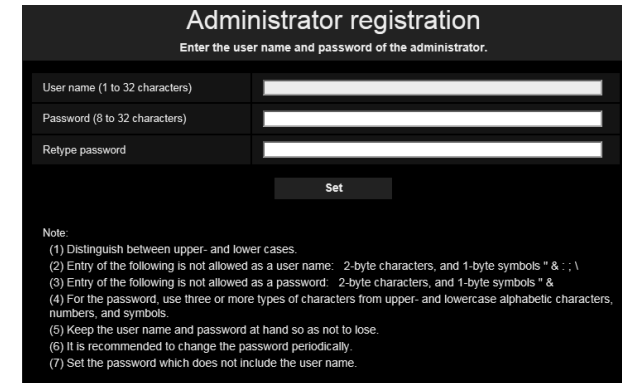 Administrator registration
Enter the user name and password of the administrator.
User name (1 to 32 characters)
Password (8 to 32 characters)
Retype password
Set
Note:
(1) Distinguish between upper- and lower cases.
(2) Entry of the following is not allowed as a user name:   2-byte characters, and 1-byte symbols " & : ; \
(3) Entry of the following is not allowed as a password:   2-byte characters, and 1-byte symbols " &
(4) For the password, use three or more types of characters from upper- and lowercase alphabetic characters,
numbers, and symbols.
(5) Keep the user name and password at hand so as not to lose.
(6) It is recommended to change the password periodically.
(7) Set the password which does not include the user name.